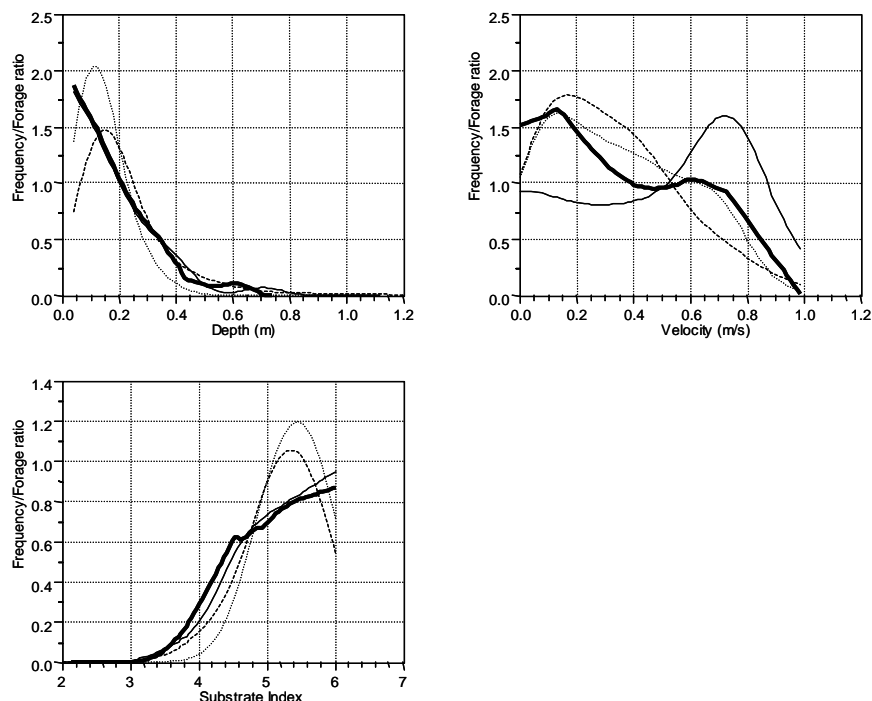 Frequency/Forage ratio
2.5
2.0
1.5
1.0
0.5
0.0
0.0 0.2 0.4 0.6 0.8 1.0 1.2
Depth (m)
Frequency/Forage ratio
2.5
2.0
1.5
1.0
0.5
0.0
0.0 0.2 0.4 0.6 0.8 1.0 1.2
Velocity (m/s)
Frequency/Forage ratio
1.4
1.2
1.0
0.8
0.6
0.4
0.2
0.0
2 3 4 5 6 7
Substrate Index